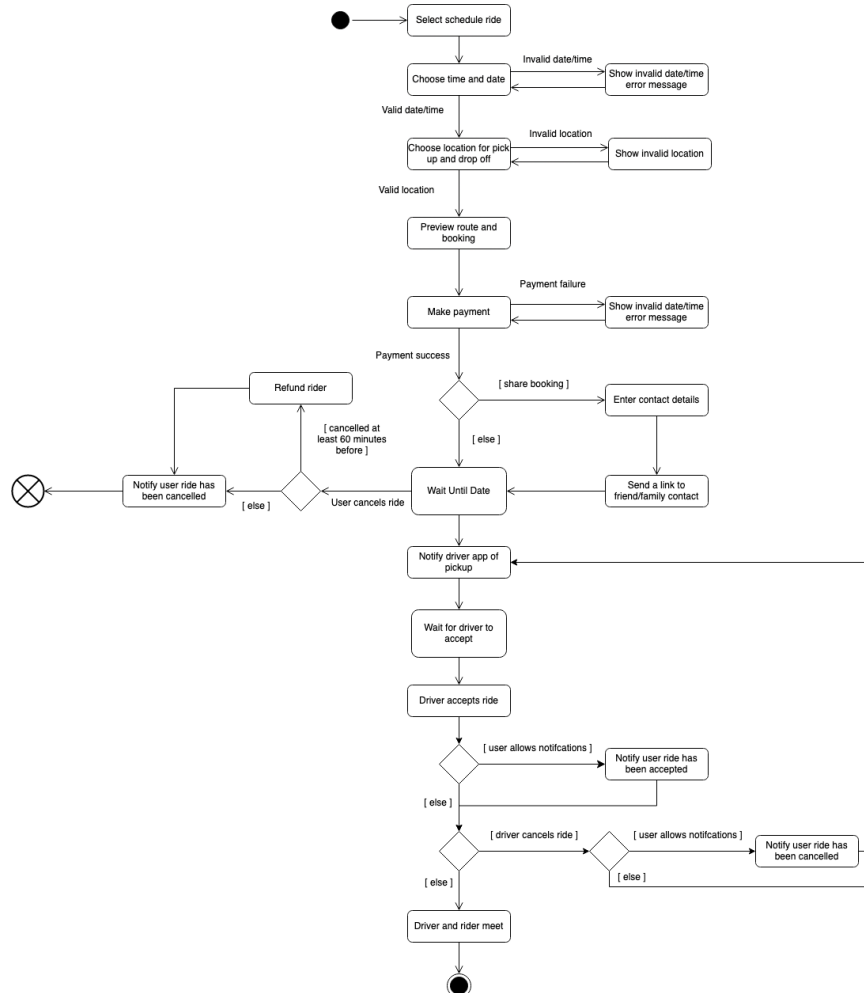 Select schedule ride
Invalid date/time
Choose time and date
Show invalid date/time
error message
Valid date/time
Invalid location
Choose location for pick
up and drop off
Show invalid location
Valid location
Preview route and
booking
Payment failure
Make payment
Show invalid date/time
error message
Payment success
[ share booking ]
Refund rider
Enter contact details
[ cancelled at
least 60 minutes
before ]
[ else ]
Notify user ride has
been cancelled
[ else ]
User cancels ride
Wait Until Date
Send a link to
friend/family contact
Notify driver app of
pickup
Wait for driver to
accept
Driver accepts ride
[ user allows notifcations ]
Notify user ride has
been accepted
[ else ]
[ driver cancels ride ]
[ user allows notifcations ]
Notify user ride has
been cancelled
[ else ]
[ else ]
Driver and rider meet